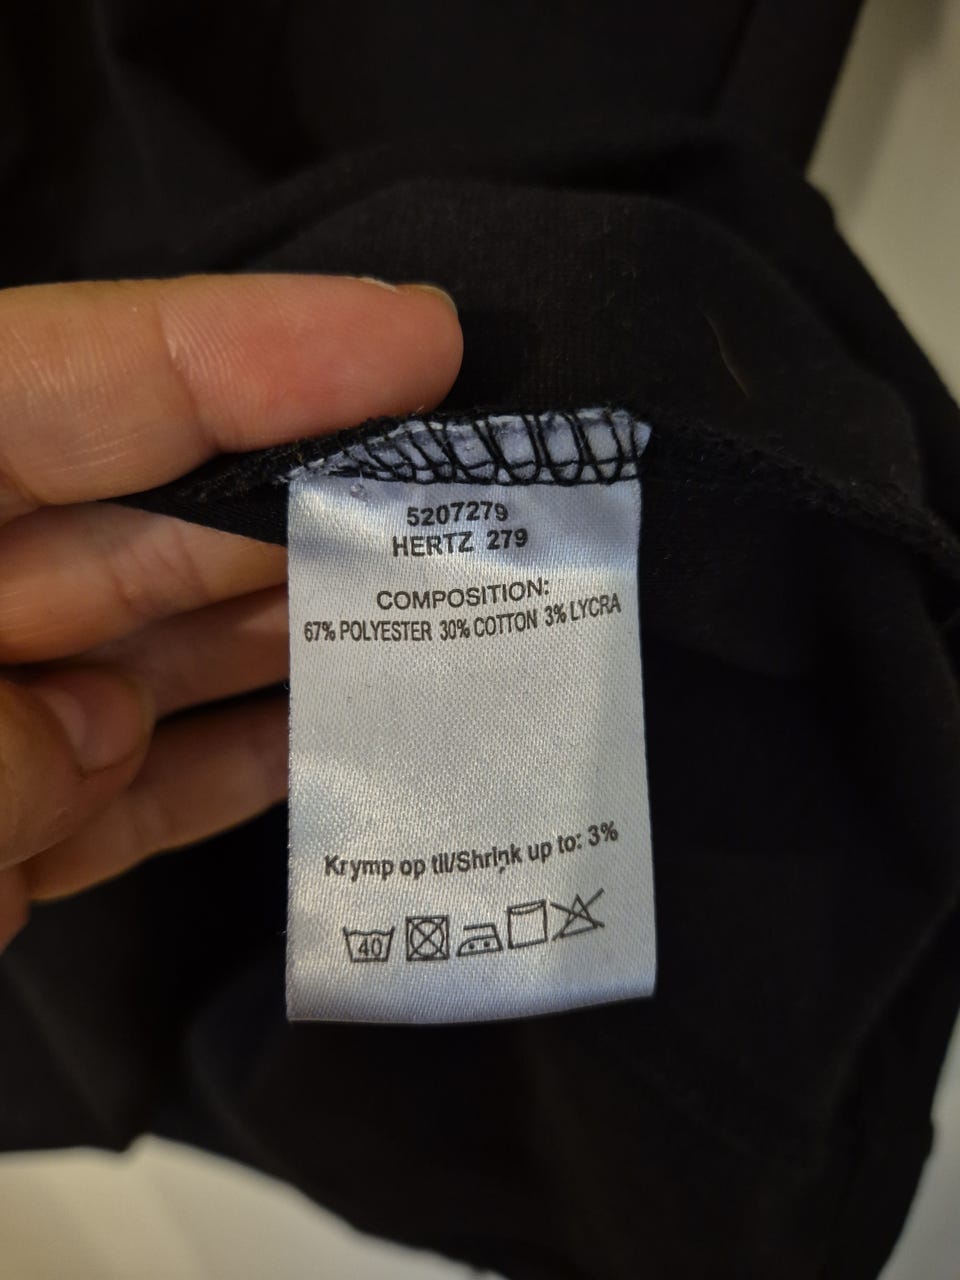 5207279
HERTZ 279
COMPOSITION:
67% POLYESTER 30% COTTON 3% LYCRA
Krymp op til/Shrink up to: 3%
40